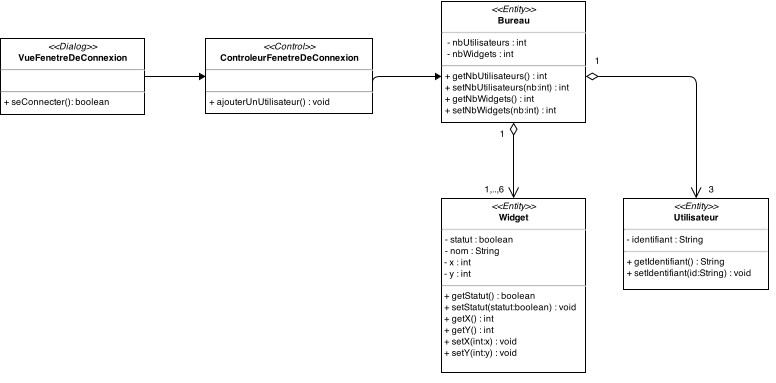 <<Dialog>>
VueFenetreDeConnexion
+ seConnecter(): boolean
<<Control>>
ControleurFenetreDeConnexion
+ ajouterUnUtilisateur() : void
<<Entity>>
Bureau
- nbUtilisateurs : int
- nbWidgets : int
+ getNbUtilisateurs() : int
+ setNbUtilisateurs(nb:int) : int
+ getNbWidgets() : int
+ setNbWidgets(nb:int) : int
1
1
1,..,6
3
<<Entity>>
Widget
- statut : boolean
- nom : String
- x : int
- y : int
+ getStatut() : boolean
+ setStatut(statut:boolean) : void
+ getX() : int
+ getY() : int
+ setX(int:x) : void
+ setY(int:y) : void
<<Entity>>
Utilisateur
- identifiant : String
+ getIdentifiant() : String
+ setIdentifiant(id:String) : void